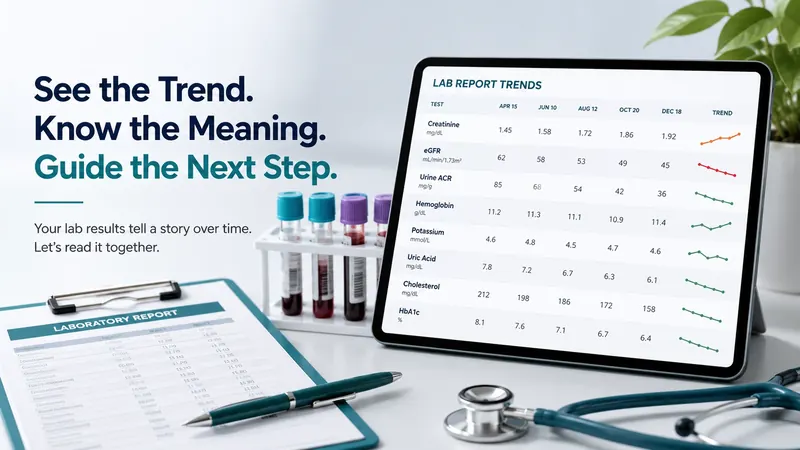 See the Trend.
Know the Meaning.
Guide the Next Step.
Your lab results tell a story over time.
Let's read it together.
LAB REPORT TRENDS
TEST APR 15 JUN 10 AUG 12 OCT 20 DEC 18 TREND
Creatinine 1.45 1.58 1.72 1.86 1.92
mg/dL
eGFR 62 58 53 49 45
mL/min/1.73m²
Urine ACR 85 68 54 42 36
mg/g
Hemoglobin 11.2 11.3 11.1 10.9 11.4
g/dL
Potassium 4.6 4.8 4.5 4.7 4.6
mmol/L
Uric Acid 7.8 7.2 6.7 6.3 6.1
mg/dL
Cholesterol 212 198 186 172 158
mg/dL
HbA1c 8.1 7.6 7.1 6.7 6.4
%
LABORATORY REPORT